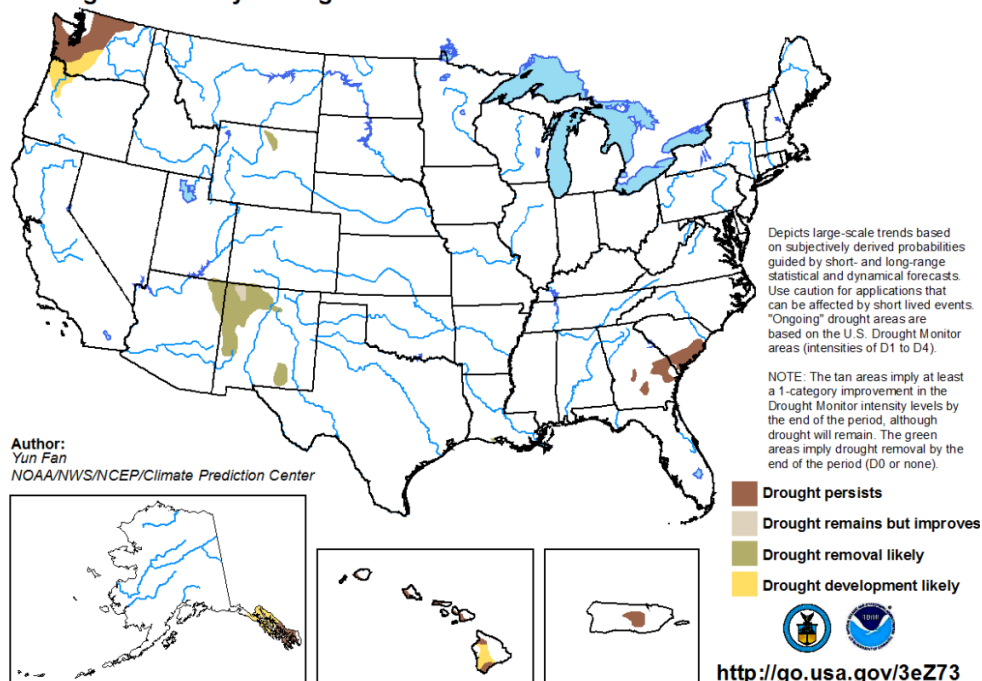 Depicts large-scale trends based
on subjectively derived probabilities
guided by short- and long-range
statistical and dynamical forecasts.
Use caution for applications that
can be affected by short lived events.
"Ongoing" drought areas are
based on the U.S. Drought Monitor
areas (intensities of D1 to D4).
NOTE: The tan areas imply at least
a 1-category improvement in the
Drought Monitor intensity levels by
the end of the period, although
drought will remain. The green
areas imply drought removal by the
end of the period (D0 or none).
Author:
Yun Fan
NOAA/NWS/NCEP/Climate Prediction Center
Drought persists
Drought remains but improves
Drought removal likely
Drought development likely
http://go.usa.gov/3eZ73